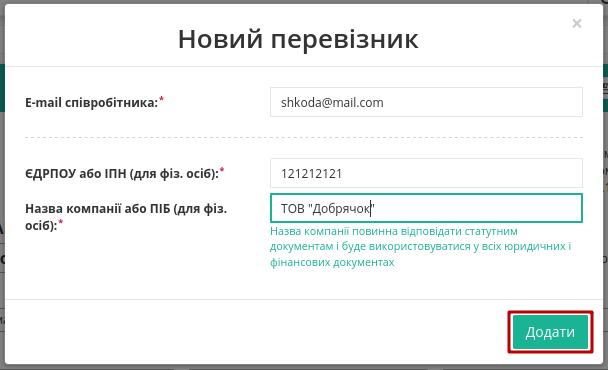 Новий перевізник
×
E-mail співробітника:*
shkoda@mail.com
ЄДРПОУ або ІПН (для фіз. осіб):*
121212121
Назва компанії або ПІБ (для фіз.
осіб):*
ТОВ "Добрячок"
Назва компанії повинна відповідати статутним
документам і буде використовуватися у всіх юридичних і
фінансових документах
Додати